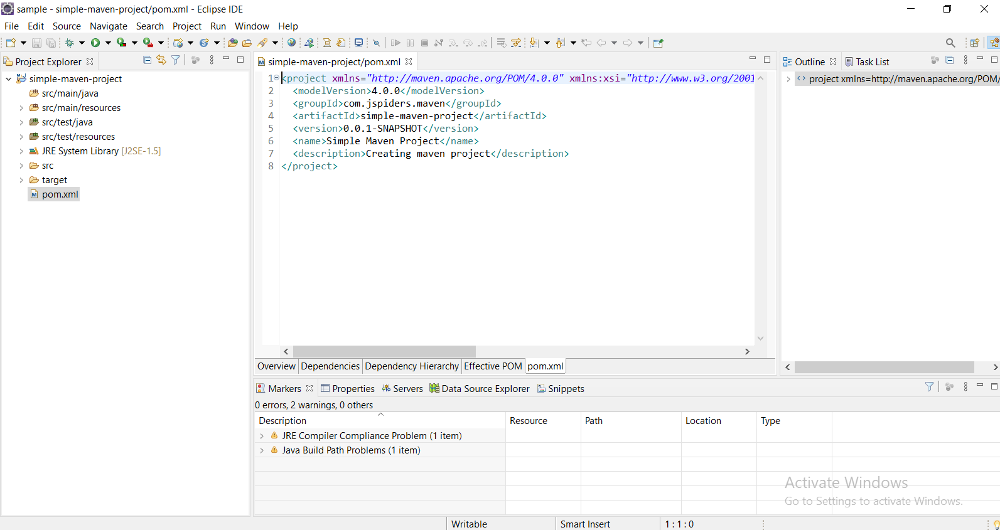 sample - simple-maven-project/pom.xml - Eclipse IDE
File Edit Source Navigate Search Project Run Window Help
Project Explorer
simple-maven-project
src/main/java
src/main/resources
src/test/java
src/test/resources
JRE System Library [J2SE-1.5]
src
target
pom.xml
simple-maven-project/pom.xml
1 <project xmlns="http://maven.apache.org/POM/4.0.0" xmlns:xsi="http://www.w3.org/2001
2 <modelVersion>4.0.0</modelVersion>
3 <groupId>com.jspiders.maven</groupId>
4 <artifactId>simple-maven-project</artifactId>
5 <version>0.0.1-SNAPSHOT</version>
6 <name>Simple Maven Project</name>
7 <description>Creating maven project</description>
8 </project>
Overview Dependencies Dependency Hierarchy Effective POM pom.xml
Outline Task List
project xmlns=http://maven.apache.org/POM/
Markers Properties Servers Data Source Explorer Snippets
0 errors, 2 warnings, 0 others
Description Resource Path Location Type
JRE Compiler Compliance Problem (1 item)
Java Build Path Problems (1 item)
Activate Windows
Go to Settings to activate Windows.
Writable Smart Insert 1 : 1 : 0